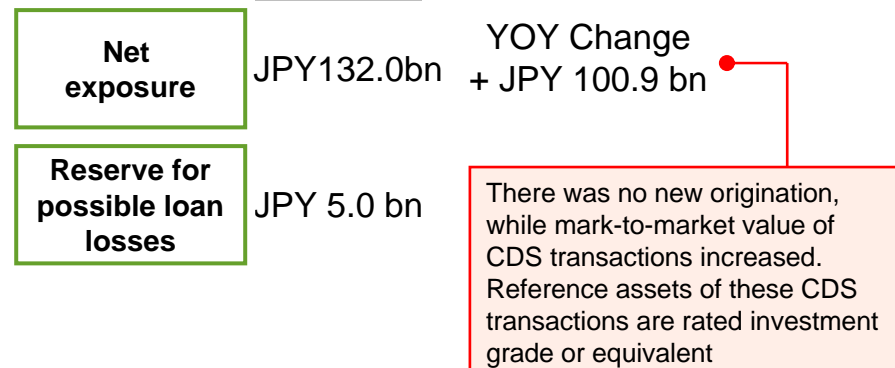 Net
exposure
JPY132.0bn
YOY Change
+ JPY 100.9 bn
Reserve for
possible loan
losses
JPY 5.0 bn
There was no new origination,
while mark-to-market value of
CDS transactions increased.
Reference assets of these CDS
transactions are rated investment
grade or equivalent